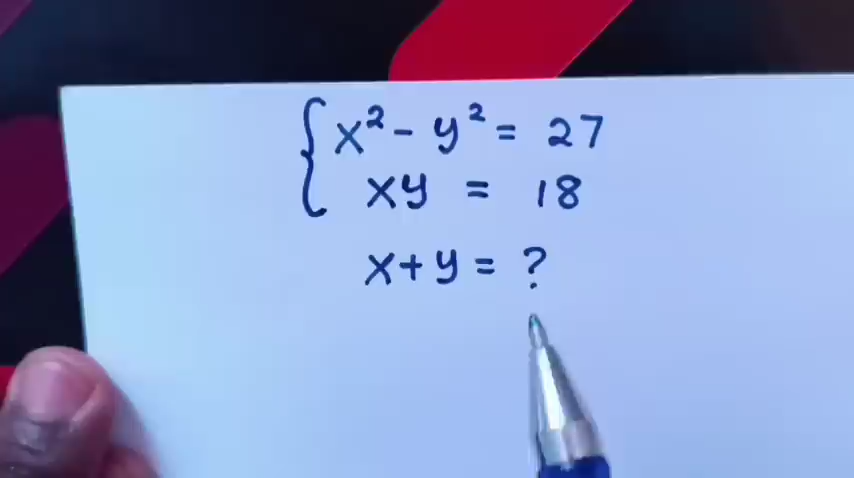 x² - y² = 27
xy = 18
x + y = ?